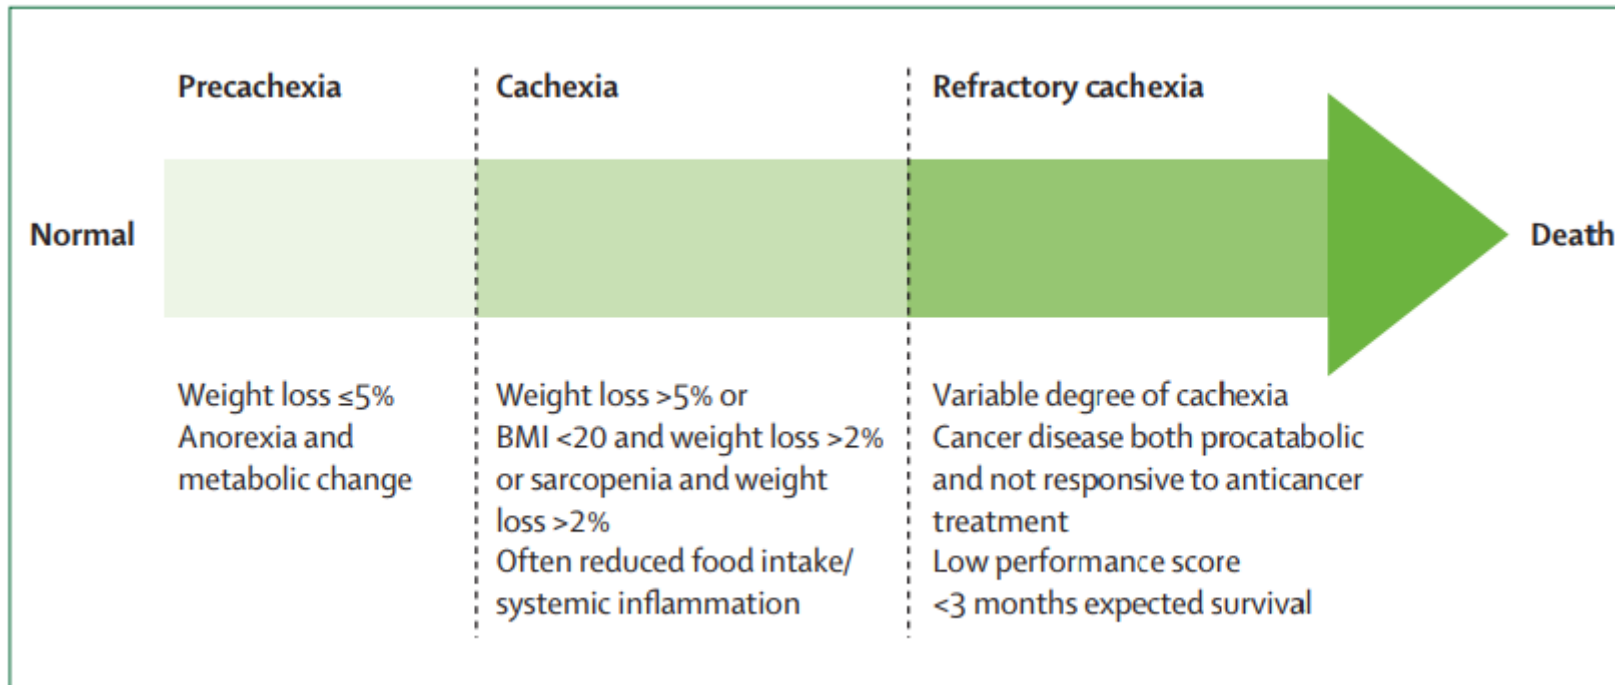 Precachexia
Cachexia
Refractory cachexia
Normal
Death
Weight loss ≤5%
Anorexia and
metabolic change
Weight loss >5% or
BMI <20 and weight loss >2%
or sarcopenia and weight
loss >2%
Often reduced food intake/
systemic inflammation
Variable degree of cachexia
Cancer disease both procatabolic
and not responsive to anticancer
treatment
Low performance score
<3 months expected survival